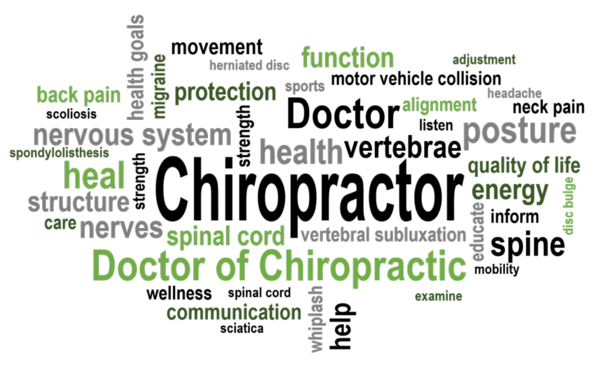 health goals
movement
herniated disc
function
adjustment
migraine
back pain
protection
sports
motor vehicle collision
headache
scoliosis
strength
Doctor
alignment
neck pain
nervous system
listen
posture
spondylolisthesis
health
vertebrae
heal
strength
Chiropractor
quality of life
structure
energy
disc bulge
care
nerves
spinal cord
vertebral subluxation
educate
inform
spine
Doctor of Chiropractic
mobility
wellness
spinal cord
whiplash
help
examine
communication
sciatica